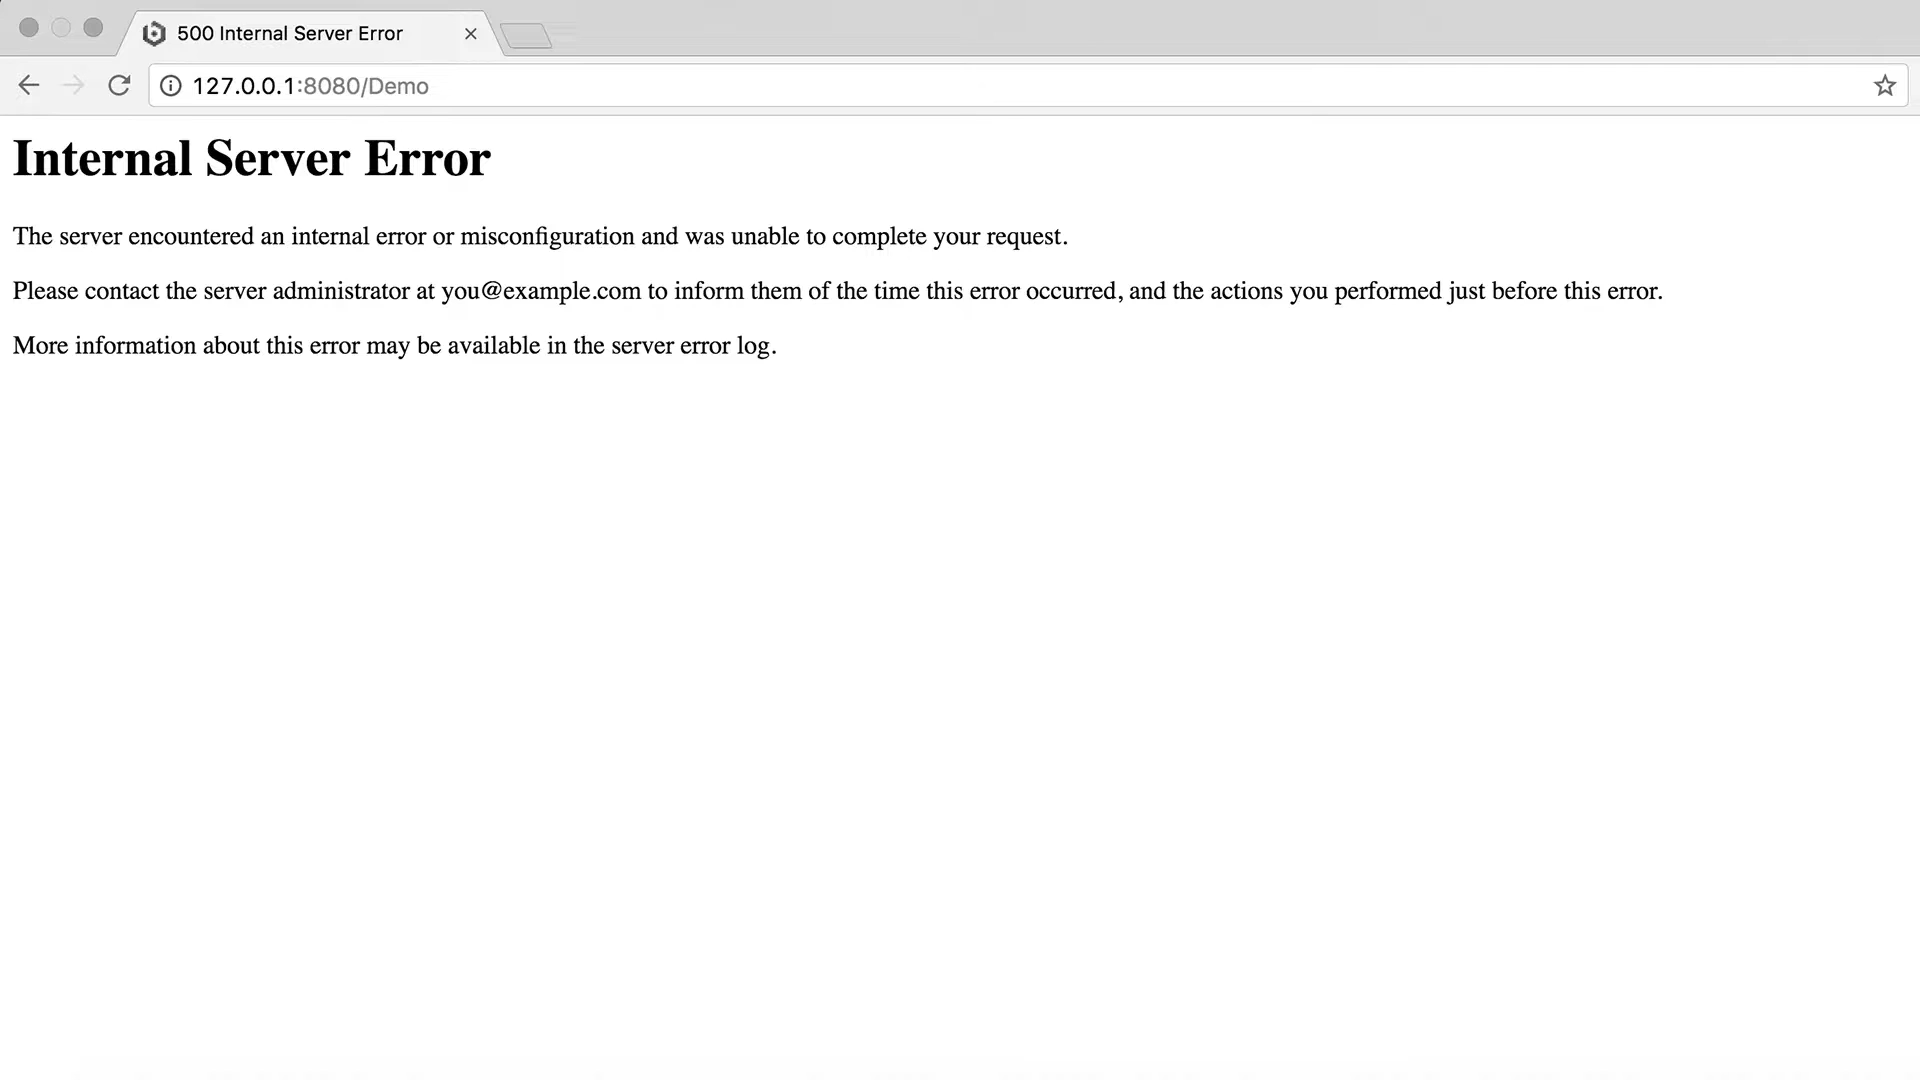 500 Internal Server Error
127.0.0.1:8080/Demo
Internal Server Error
The server encountered an internal error or misconfiguration and was unable to complete your request.
Please contact the server administrator at you@example.com to inform them of the time this error occurred, and the actions you performed just before this error.
More information about this error may be available in the server error log.